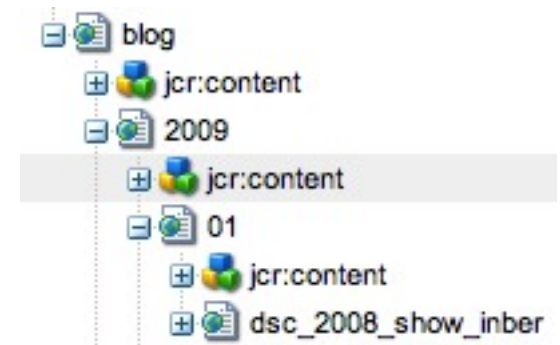 blog
jcr:content
2009
jcr:content
01
jcr:content
dsc_2008_show_inber